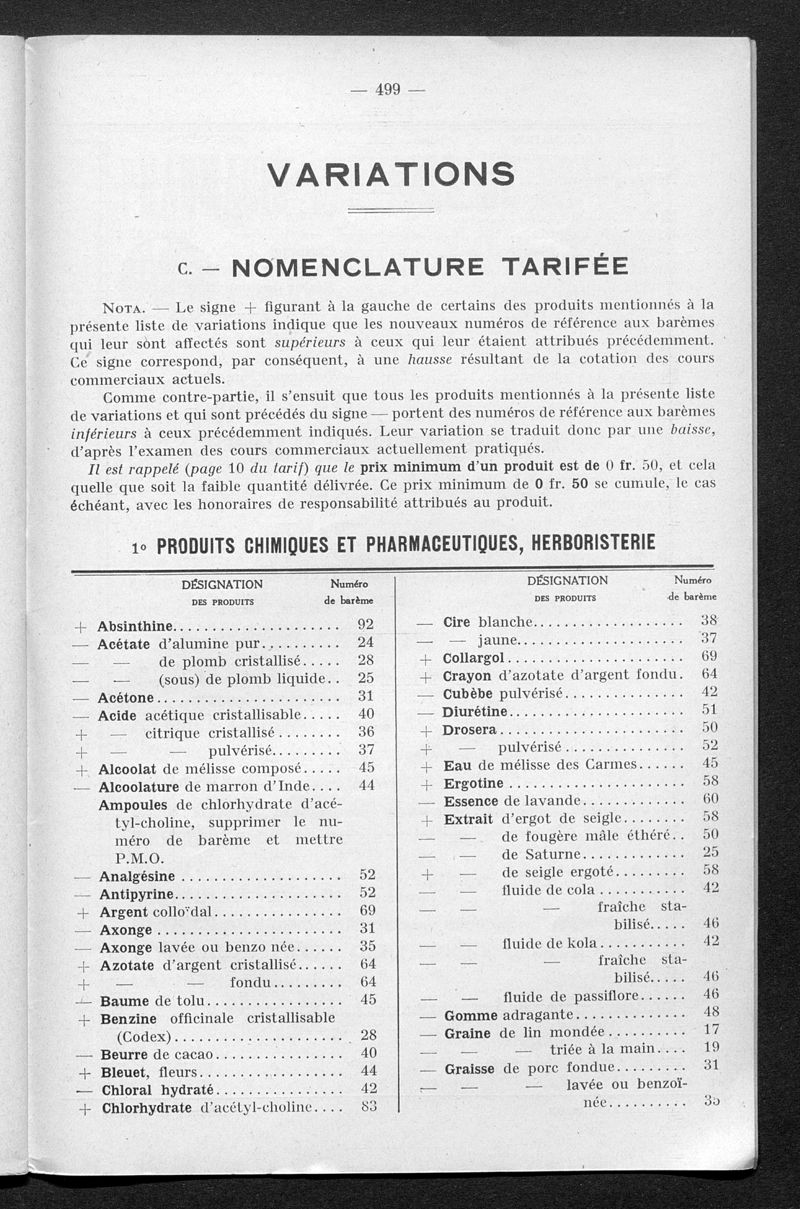 — 499 —
VARIATIONS
C. — NOMENCLATURE TARIFÉE
NOTA. — Le signe + figurant à la gauche de certains des produits mentionnés à la
présente liste de variations indique que les nouveaux numéros de référence aux barèmes
qui leur sont affectés sont supérieurs à ceux qui leur étaient attribués précédemment.
Ce signe correspond, par conséquent, à une hausse résultant de la cotation des cours
commerciaux actuels.
Comme contre-partie, il s'ensuit que tous les produits mentionnés à la présente liste
de variations et qui sont précédés du signe — portent des numéros de référence aux barèmes
inférieurs à ceux précédemment indiqués. Leur variation se traduit donc par une baisse,
d'après l'examen des cours commerciaux actuellement pratiqués.
Il est rappelé (page 10 du tarif) que le prix minimum d'un produit est de 0 fr. 50, et cela
quelle que soit la faible quantité délivrée. Ce prix minimum de 0 fr. 50 se cumule, le cas
échéant, avec les honoraires de responsabilité attribués au produit.
1º PRODUITS CHIMIQUES ET PHARMACEUTIQUES, HERBORISTERIE
DÉSIGNATION Numéro
DES PRODUITS de barème
+ Absinthine..................... 92
— Acétate d'alumine pur.......... 24
— — de plomb cristallisé..... 28
— — (sous) de plomb liquide.. 25
— Acétone....................... 31
— Acide acétique cristallisable..... 40
+ — citrique cristallisé ........ 36
+ — — pulvérisé......... 37
+ Alcoolat de mélisse composé..... 45
— Alcoolature de marron d'Inde.... 44
Ampoules de chlorhydrate d'acé-
tyl-choline, supprimer le nu-
méro de barème et mettre
P.M.O.
— Analgésine .................... 52
— Antipyrine..................... 52
+ Argent colloïdal................ 69
— Axonge ....................... 31
— Axonge lavée ou benzo née...... 35
+ Azotate d'argent cristallisé...... 64
+ — — fondu......... 64
— Baume de tolu................. 45
+ Benzine officinale cristallisable
(Codex)..................... 28
— Beurre de cacao................ 40
+ Bleuet, fleurs.................. 44
— Chloral hydraté................ 42
+ Chlorhydrate d'acétyl-choline.... 83
DÉSIGNATION Numéro
DES PRODUITS de barème
— Cire blanche................... 38
— — jaune..................... 37
+ Collargol...................... 69
+ Crayon d'azotate d'argent fondu. 64
— Cubèbe pulvérisé............... 42
— Diurétine...................... 51
+ Drosera....................... 50
+ — pulvérisé ............... 52
+ Eau de mélisse des Carmes...... 45
+ Ergotine ...................... 58
— Essence de lavande............. 60
+ Extrait d'ergot de seigle........ 58
— — de fougère mâle éthéré.. 50
— — de Saturne............. 25
+ — de seigle ergoté......... 58
— — fluide de cola ........... 42
— — — fraîche sta-
bilisé..... 46
— — fluide de kola........... 42
— — — fraîche sta-
bilisé..... 46
— — fluide de passiflore...... 46
— Gomme adragante.............. 48
— Graine de lin mondée .......... 17
— — — triée à la main.... 19
— Graisse de porc fondue......... 31
— — — lavée ou benzoï-
née.......... 35